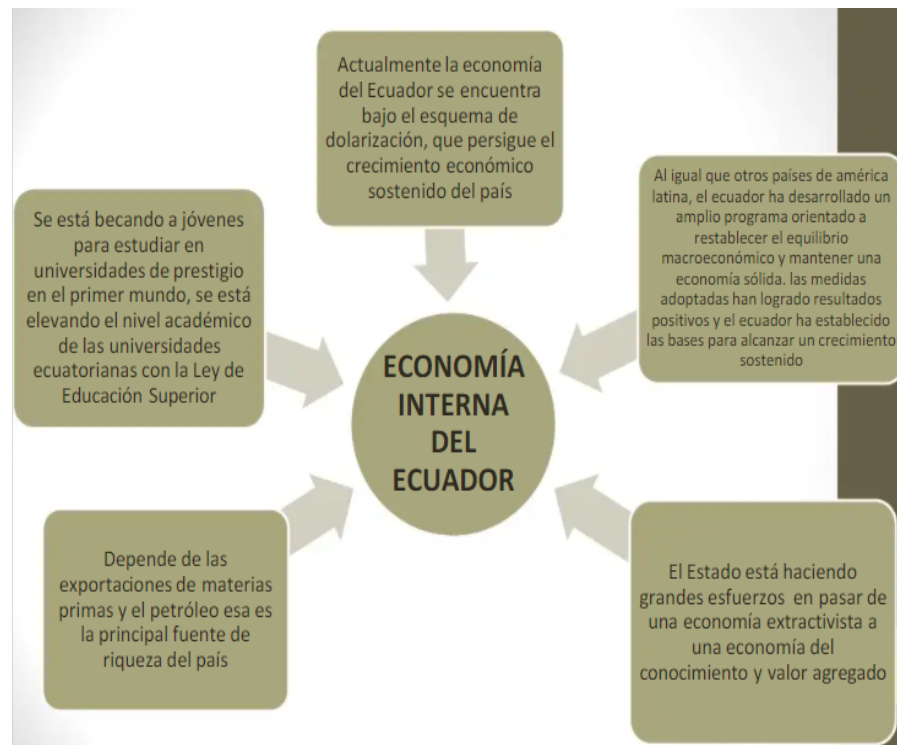 Actualmente la economía
del Ecuador se encuentra
bajo el esquema de
dolarización, que persigue el
crecimiento económico
sostenido del país
Al igual que otros países de américa
latina, el ecuador ha desarrollado un
amplio programa orientado a
restablecer el equilibrio
macroeconómico y mantener una
economía sólida. las medidas
adoptadas han logrado resultados
positivos y el ecuador ha establecido
las bases para alcanzar un crecimiento
sostenido
El Estado está haciendo
grandes esfuerzos en pasar de
una economía extractivista a
una economía del
conocimiento y valor agregado
Depende de las
exportaciones de materias
primas y el petróleo esa es
la principal fuente de
riqueza del país
Se está becando a jóvenes
para estudiar en
universidades de prestigio
en el primer mundo, se está
elevando el nivel académico
de las universidades
ecuatorianas con la Ley de
Educación Superior
ECONOMÍA
INTERNA
DEL
ECUADOR